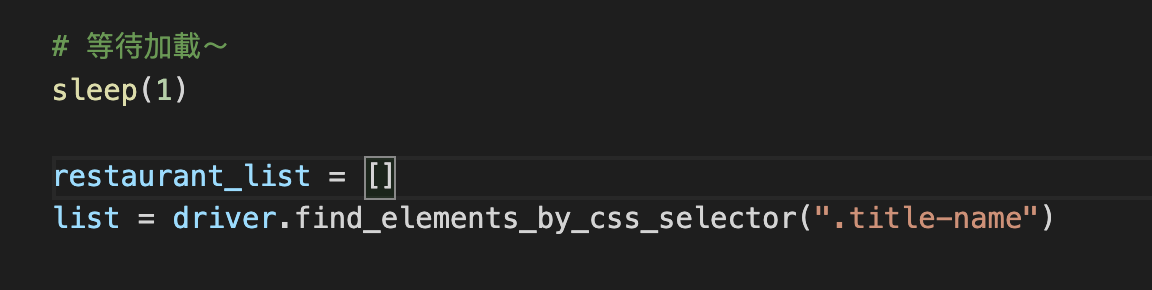 # 等待加載～
sleep(1)
restaurant_list = []
list = driver.find_elements_by_css_selector(".title-name")